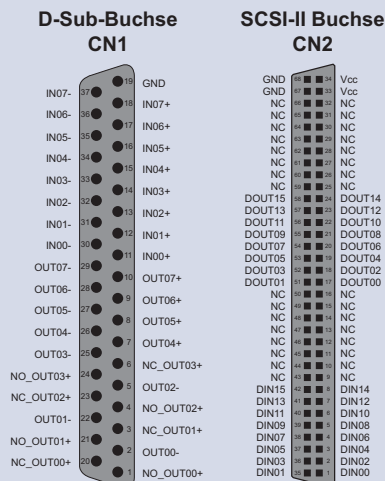 D-Sub-Buchse
CN1
19 GND
IN07- 37
18 IN07+
IN06- 36
17 IN06+
IN05- 35
16 IN05+
IN04- 34
15 IN04+
IN03- 33
14 IN03+
IN02- 32
13 IN02+
IN01- 31
12 IN01+
IN00- 30
11 IN00+
OUT07- 29
10 OUT07+
OUT06- 28
9 OUT06+
OUT05- 27
8 OUT05+
OUT04- 26
7 OUT04+
OUT03- 25
6 NC_OUT03+
NO_OUT03+ 24
5 OUT02-
NC_OUT02+ 23
4 NO_OUT02+
OUT01- 22
3 NC_OUT01+
NO_OUT01+ 21
2 OUT00-
NC_OUT00+ 20
1 NO_OUT00+
SCSI-II Buchse
CN2
GND 68 34 Vcc
GND 67 33 Vcc
NC 66 32 NC
NC 65 31 NC
NC 64 30 NC
NC 63 29 NC
NC 62 28 NC
NC 61 27 NC
NC 60 26 NC
NC 59 25 NC
DOUT15 58 24 DOUT14
DOUT13 57 23 DOUT12
DOUT11 56 22 DOUT10
DOUT09 55 21 DOUT08
DOUT07 54 20 DOUT06
DOUT05 53 19 DOUT04
DOUT03 52 18 DOUT02
DOUT01 51 17 DOUT00
NC 50 16 NC
NC 49 15 NC
NC 48 14 NC
NC 47 13 NC
NC 46 12 NC
NC 45 11 NC
NC 44 10 NC
NC 43 9 NC
DIN15 42 8 DIN14
DIN13 41 7 DIN12
DIN11 40 6 DIN10
DIN09 39 5 DIN08
DIN07 38 4 DIN06
DIN05 37 3 DIN04
DIN03 36 2 DIN02
DIN01 35 1 DIN00